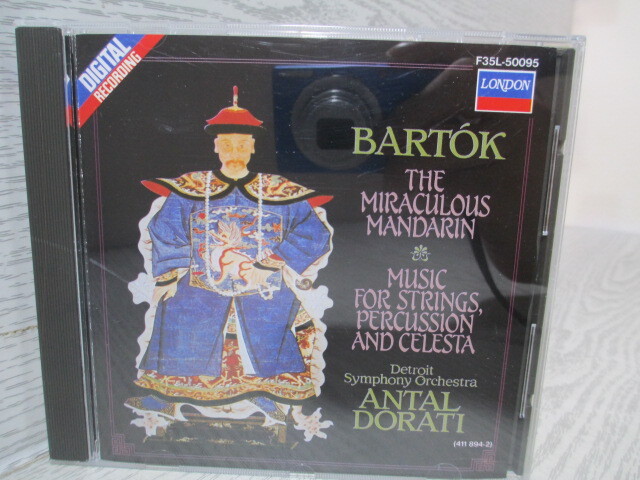 DIGITAL
RECORDING
F35L-50095
LONDON
BARTÓK
THE
MIRACULOUS
MANDARIN
MUSIC
FOR STRINGS,
PERCUSSION
AND CELESTA
Detroit
Symphony Orchestra
ANTAL
DORATI
(411 894-2)